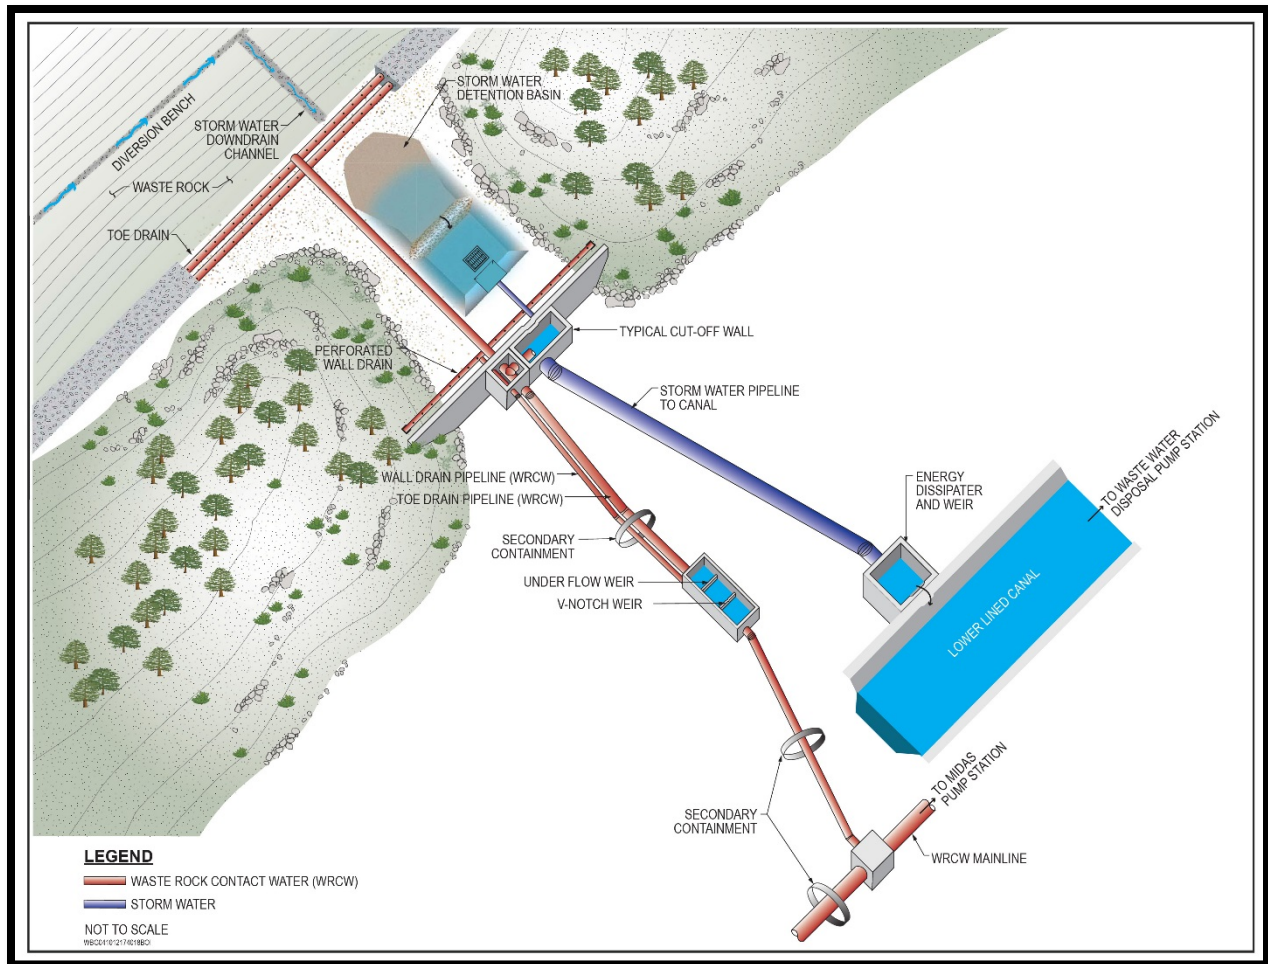 STORM WATER
DETENTION BASIN
DIVERSION BENCH
STORM WATER
DOWNDRAIN
CHANNEL
WASTE ROCK
TOE DRAIN
TYPICAL CUT-OFF WALL
PERFORATED
WALL DRAIN
STORM WATER PIPELINE
TO CANAL
WALL DRAIN PIPELINE (WRCW)
TOE DRAIN PIPELINE (WRCW)
ENERGY
DISSIPATER
AND WEIR
TO WASTE WATER
DISPOSAL PUMP STATION
SECONDARY
CONTAINMENT
UNDER FLOW WEIR
V-NOTCH WEIR
LOWER LINED CANAL
TO MIDAS
PUMP STATION
SECONDARY
CONTAINMENT
WRCW MAINLINE
LEGEND
WASTE ROCK CONTACT WATER (WRCW)
STORM WATER
NOT TO SCALE